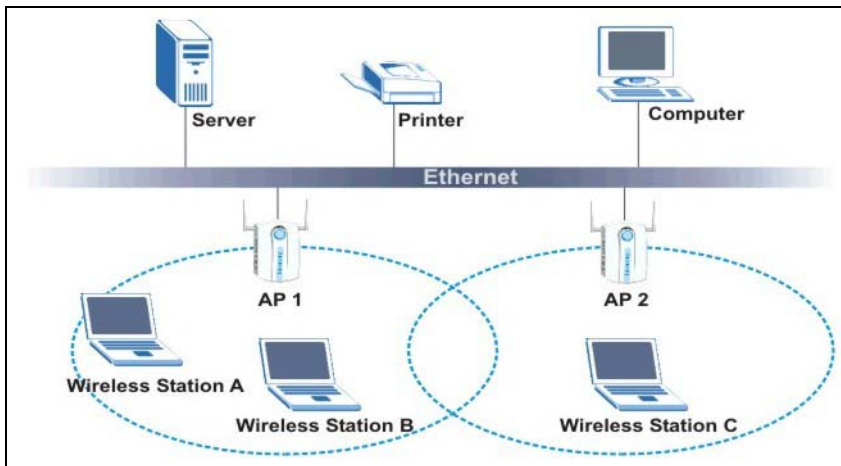 Server
Printer
Computer
Ethernet
AP 1
AP 2
Wireless Station A
Wireless Station B
Wireless Station C